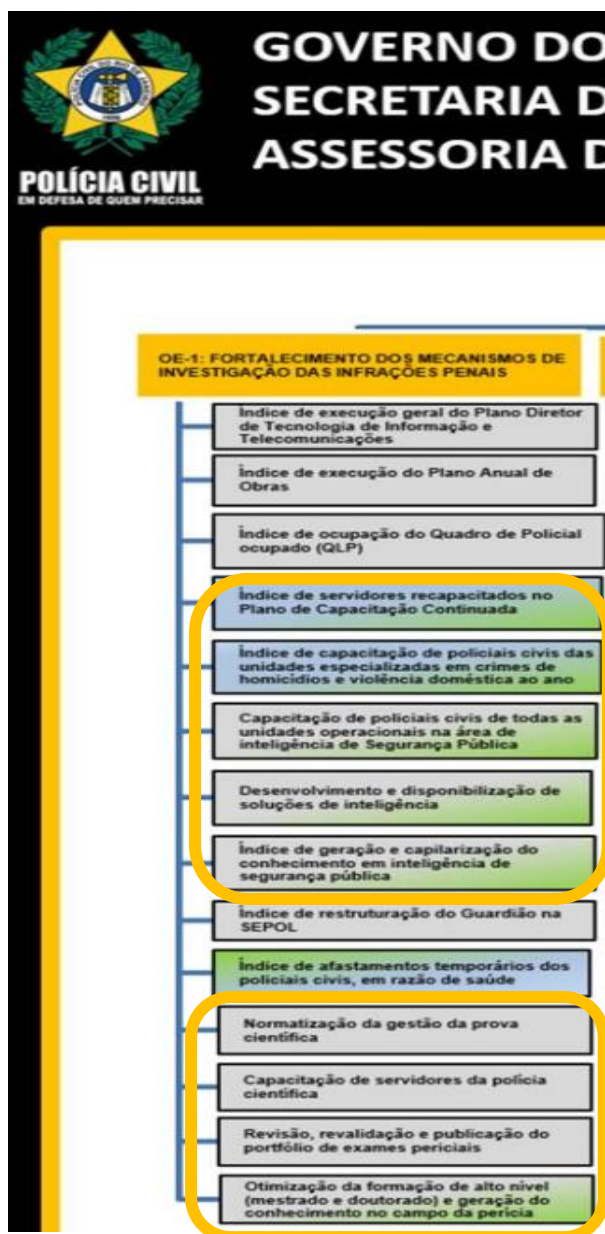 GOVERNO DO
SECRETARIA D
ASSESSORIA D
POLÍCIA CIVIL
EM DEFESA DE QUEM PRECISAR
OE-1: FORTALECIMENTO DOS MECANISMOS DE
INVESTIGAÇÃO DAS INFRAÇÕES PENAIS
Índice de execução geral do Plano Diretor
de Tecnologia de Informação e
Telecomunicações
Índice de execução do Plano Anual de
Obras
Índice de ocupação do Quadro de Policial
ocupado (QLP)
Índice de servidores recapacitados no
Plano de Capacitação Continuada
Índice de capacitação de policiais civis das
unidades especializadas em crimes de
homicídios e violência doméstica ao ano
Capacitação de policiais civis de todas as
unidades operacionais na área de
inteligência de Segurança Pública
Desenvolvimento e disponibilização de
soluções de inteligência
Índice de geração e capilarização do
conhecimento em inteligência de
segurança pública
Índice de restruturação do Guardião na
SEPOL
Índice de afastamentos temporários dos
policiais civis, em razão de saúde
Normatização da gestão da prova
científica
Capacitação de servidores da polícia
científica
Revisão, revalidação e publicação do
portfólio de exames periciais
Otimização da formação de alto nível
(mestrado e doutorado) e geração do
conhecimento no campo da perícia